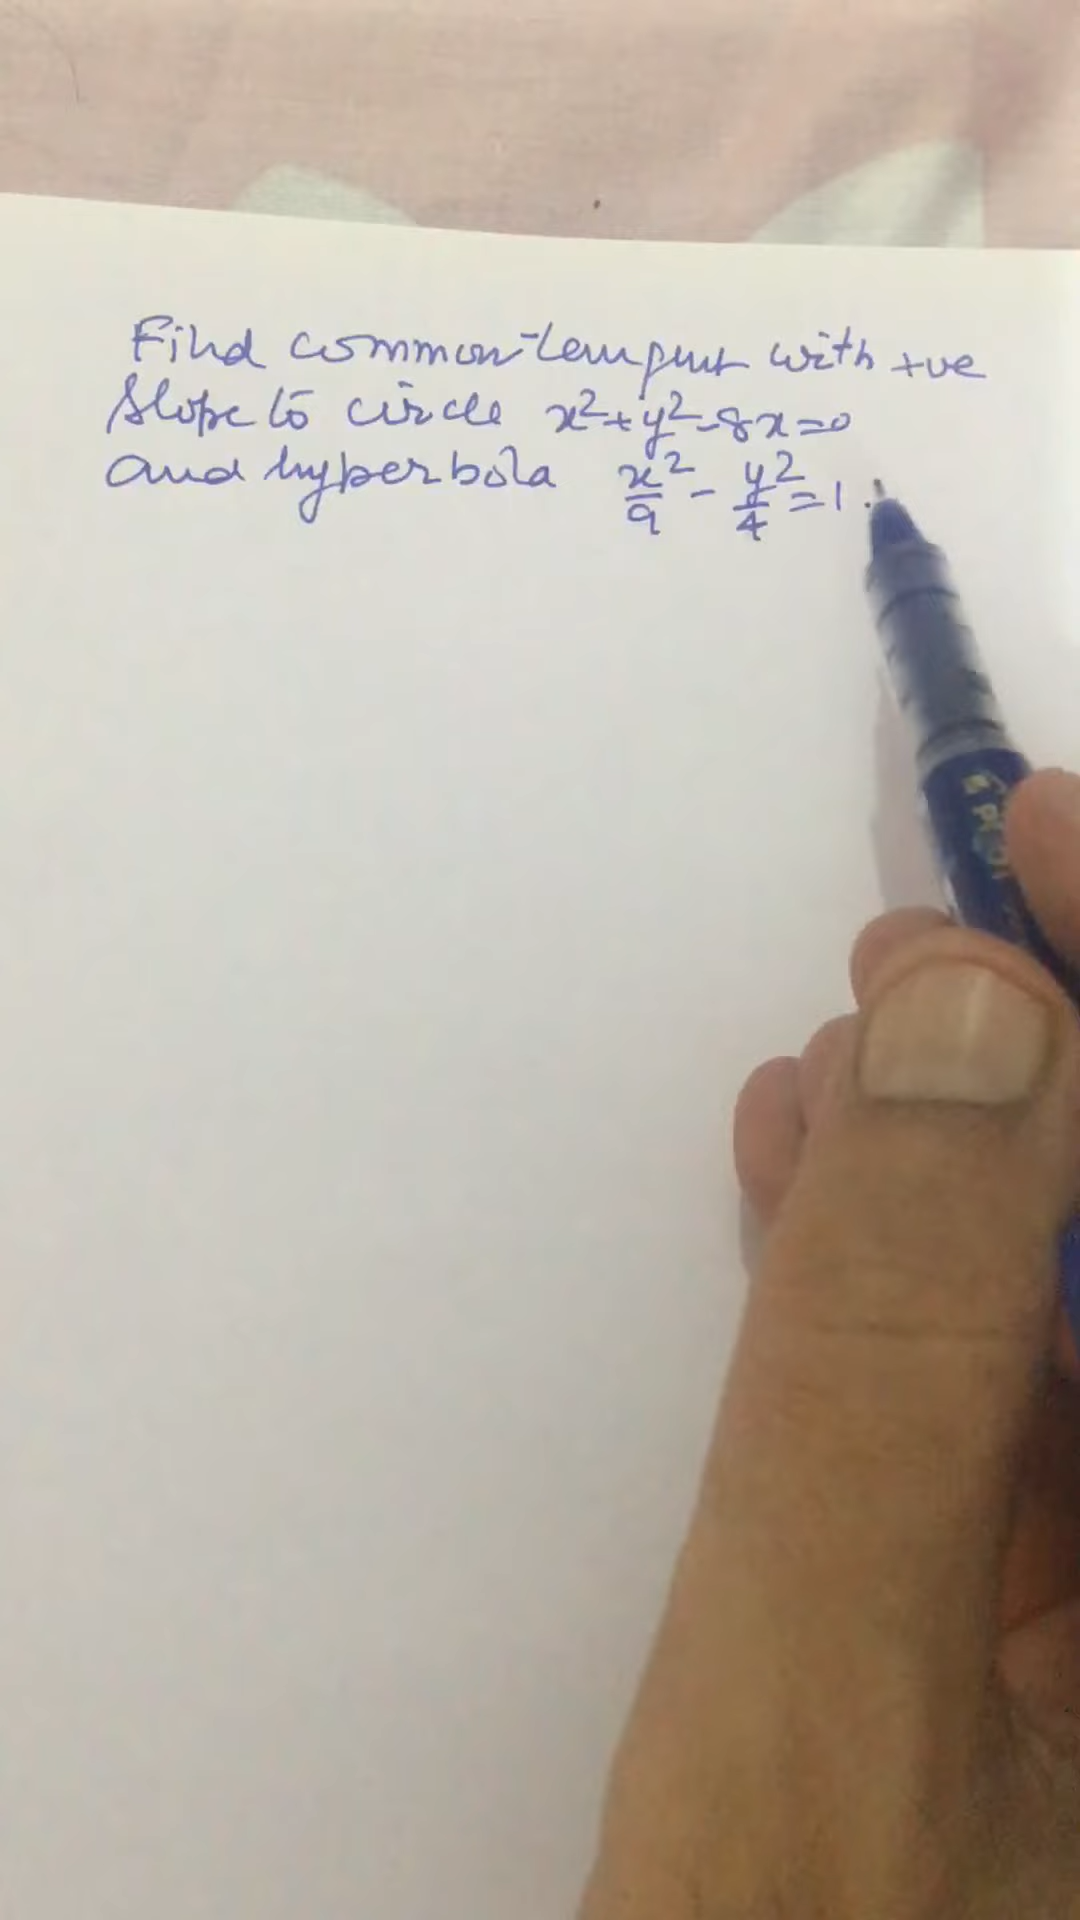 Find common tangent with +ve
slope to circle x²+y²-8x=0
and hyperbola x²/9 - y²/4 = 1.